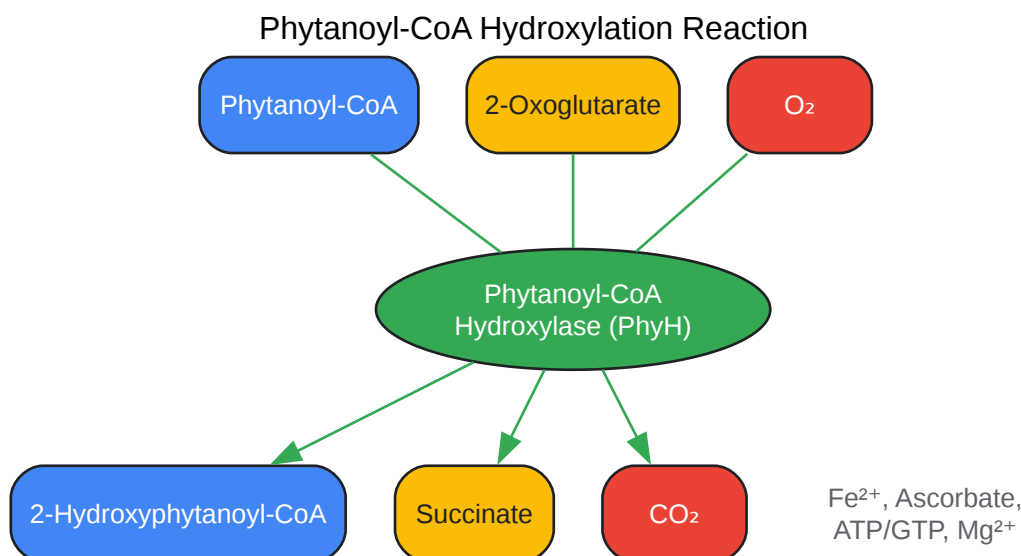 Phytanoyl-CoA Hydroxylation Reaction
Phytanoyl-CoA
2-Oxoglutarate
O₂
Phytanoyl-CoA
Hydroxylase (PhyH)
2-Hydroxyphytanoyl-CoA
Succinate
CO₂
Fe²⁺, Ascorbate,
ATP/GTP, Mg²⁺